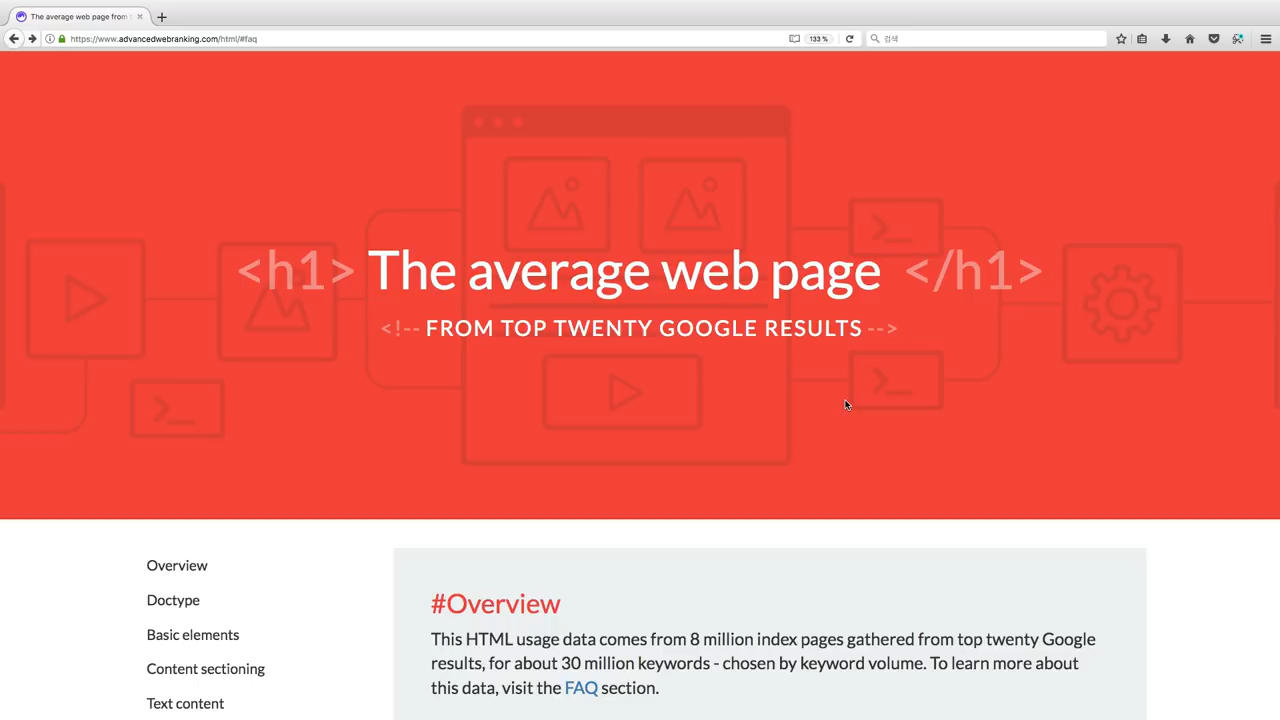 The average web page from t
https://www.advancedwebranking.com/html/#faq
133 %
검색
<h1> The average web page </h1>
<!-- FROM TOP TWENTY GOOGLE RESULTS -->
Overview
Doctype
Basic elements
Content sectioning
Text content
#Overview
This HTML usage data comes from 8 million index pages gathered from top twenty Google
results, for about 30 million keywords - chosen by keyword volume. To learn more about
this data, visit the FAQ section.